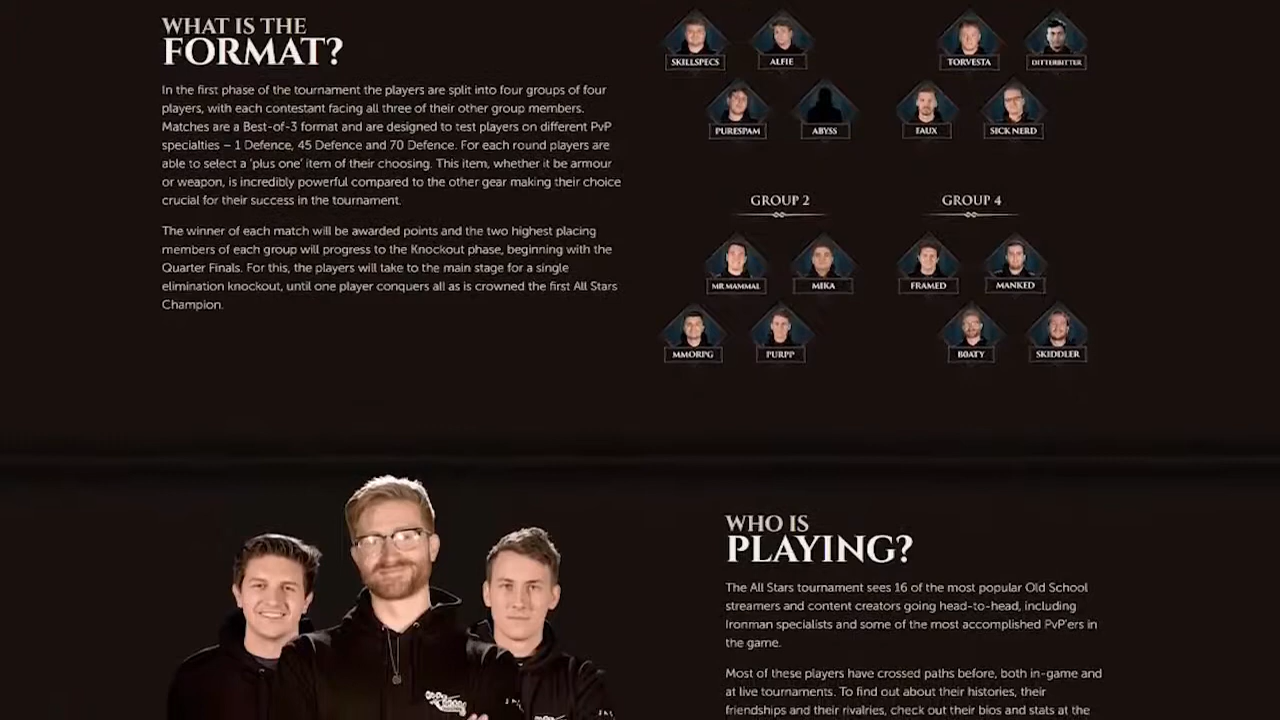 WHAT IS THE
FORMAT?
In the first phase of the tournament the players are split into four groups of four
players, with each contestant facing all three of their other group members.
Matches are a Best-of-3 format and are designed to test players on different PvP
specialties – 1 Defence, 45 Defence and 70 Defence. For each round players are
able to select a 'plus one' item of their choosing. This item, whether it be armour
or weapon, is incredibly powerful compared to the other gear making their choice
crucial for their success in the tournament.
The winner of each match will be awarded points and the two highest placing
members of each group will progress to the Knockout phase, beginning with the
Quarter Finals. For this, the players will take to the main stage for a single
elimination knockout, until one player conquers all as is crowned the first All Stars
Champion.
SKILLSPECS
ALFIE
TORVESTA
DITTERBITTER
PURESPAM
ABYSS
FAUX
SICK NERD
GROUP 2
GROUP 4
MR MAMMAL
MIKA
FRAMED
MANKED
MMORPG
PURPP
B0ATY
SKIDDLER
WHO IS
PLAYING?
The All Stars tournament sees 16 of the most popular Old School
streamers and content creators going head-to-head, including
Ironman specialists and some of the most accomplished PvP'ers in
the game.
Most of these players have crossed paths before, both in-game and
at live tournaments. To find out about their histories, their
friendships and their rivalries, check out their bios and stats at the